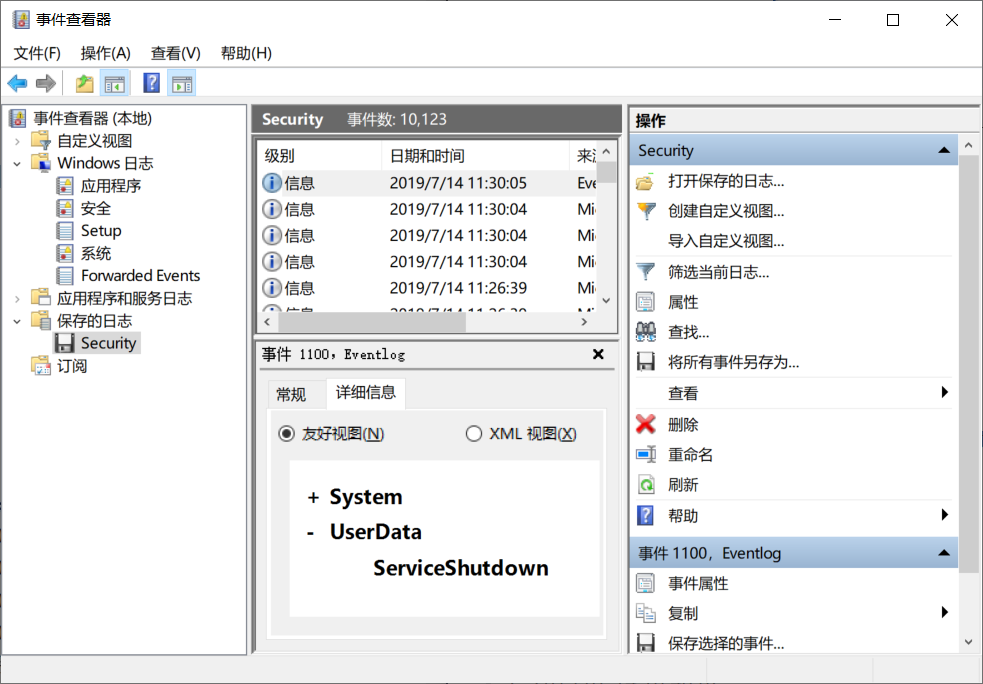 事件查看器
文件(F) 操作(A) 查看(V) 帮助(H)
事件查看器 (本地)
自定义视图
Windows 日志
应用程序
安全
Setup
系统
Forwarded Events
应用程序和服务日志
保存的日志
Security
订阅
Security 事件数: 10,123
级别 日期和时间
信息 2019/7/14 11:30:05 Eve
信息 2019/7/14 11:30:04 Mi
信息 2019/7/14 11:30:04 Mi
信息 2019/7/14 11:30:04 Mi
信息 2019/7/14 11:26:39 Mi
事件 1100，Eventlog
常规 详细信息
友好视图(N) XML 视图(X)
+ System
- UserData
ServiceShutdown
操作
Security
打开保存的日志...
创建自定义视图...
导入自定义视图...
筛选当前日志...
属性
查找...
将所有事件另存为...
查看
删除
重命名
刷新
帮助
事件 1100，Eventlog
事件属性
复制
保存选择的事件...